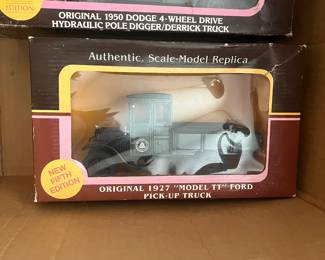 EDITION
ORIGINAL 1950 DODGE 4-WHEEL DRIVE
HYDRAULIC POLE DIGGER/DERRICK TRUCK
Authentic, Scale-Model Replica
NEW
FIFTH
EDITION
ORIGINAL 1927 "MODEL TT" FORD
PICK-UP TRUCK